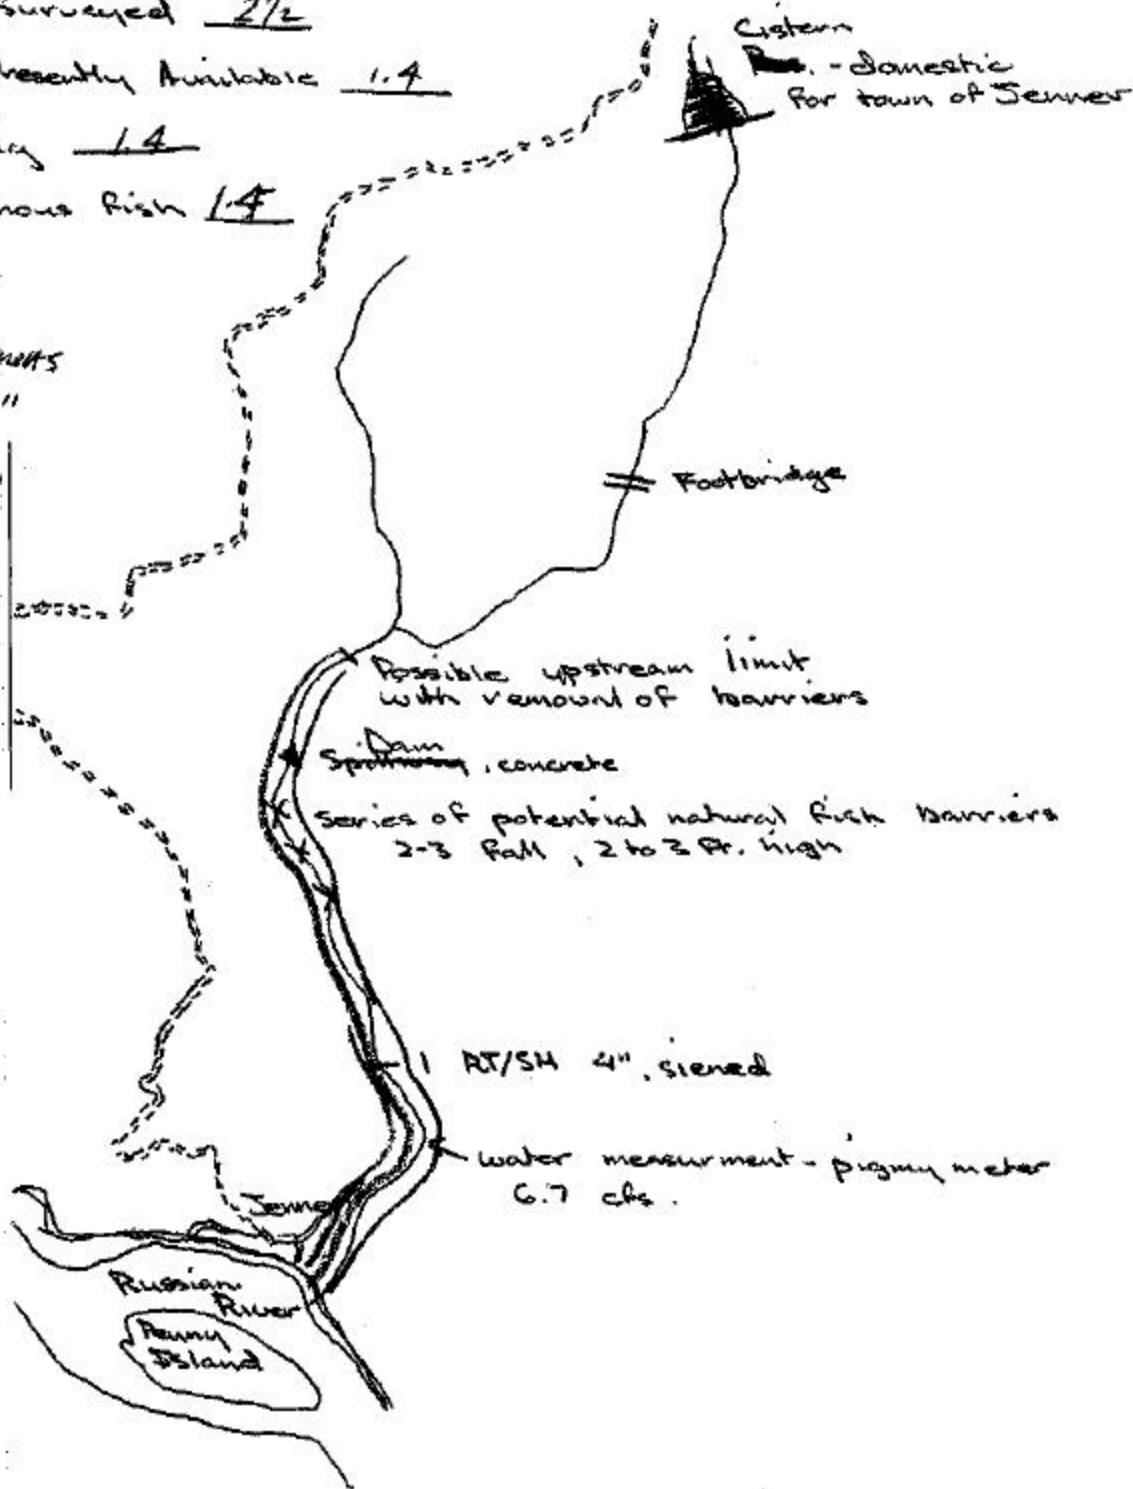 surveyed 2 1/2
resently Available 1.4
1.4
nous fish 1.4
"
Cistern
- domestic
for town of Jenner
Footbridge
Possible upstream limit
with removal of barriers
Dam
, concrete
series of potential natural fish barriers
2-3 fall, 2 to 3 ft. high
1 RT/SH 4", siened
water measurment - pigmy meter
6.7 cfs.
Jenner
Russian
River
Penny
Island